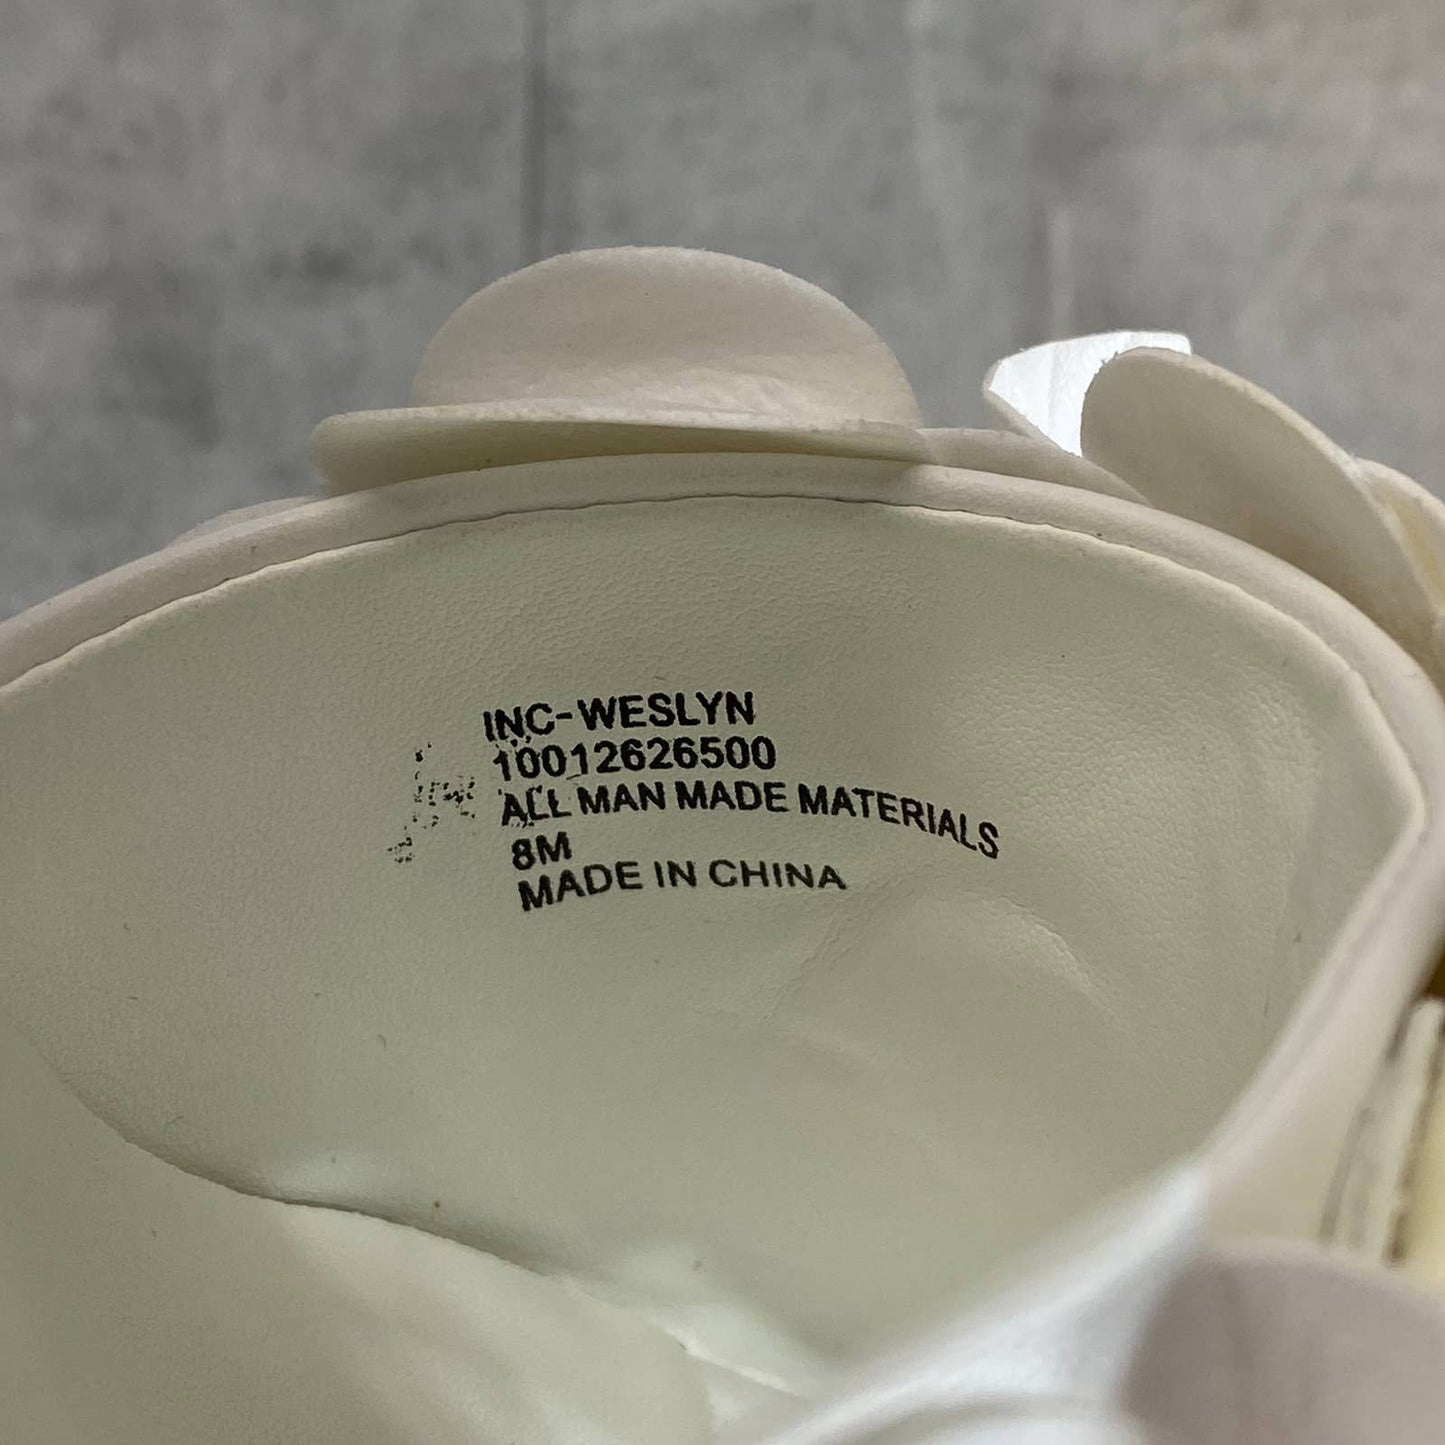 INC-WESLYN
10012626500
ALL MAN MADE MATERIALS
8M
MADE IN CHINA